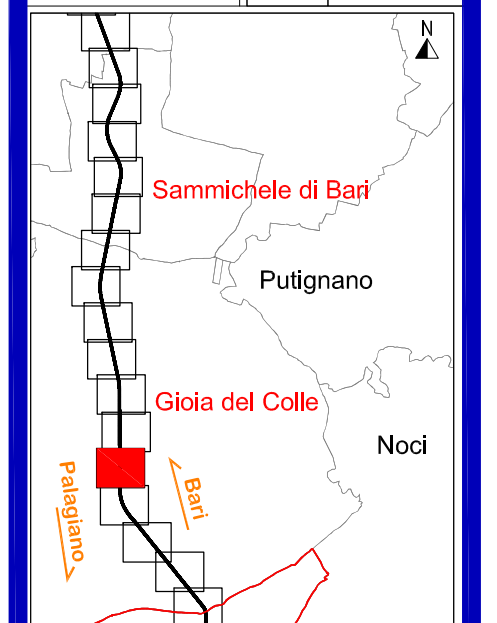 N
Sammichele di Bari
Putignano
Gioia del Colle
Noci
Bari
Palagiano